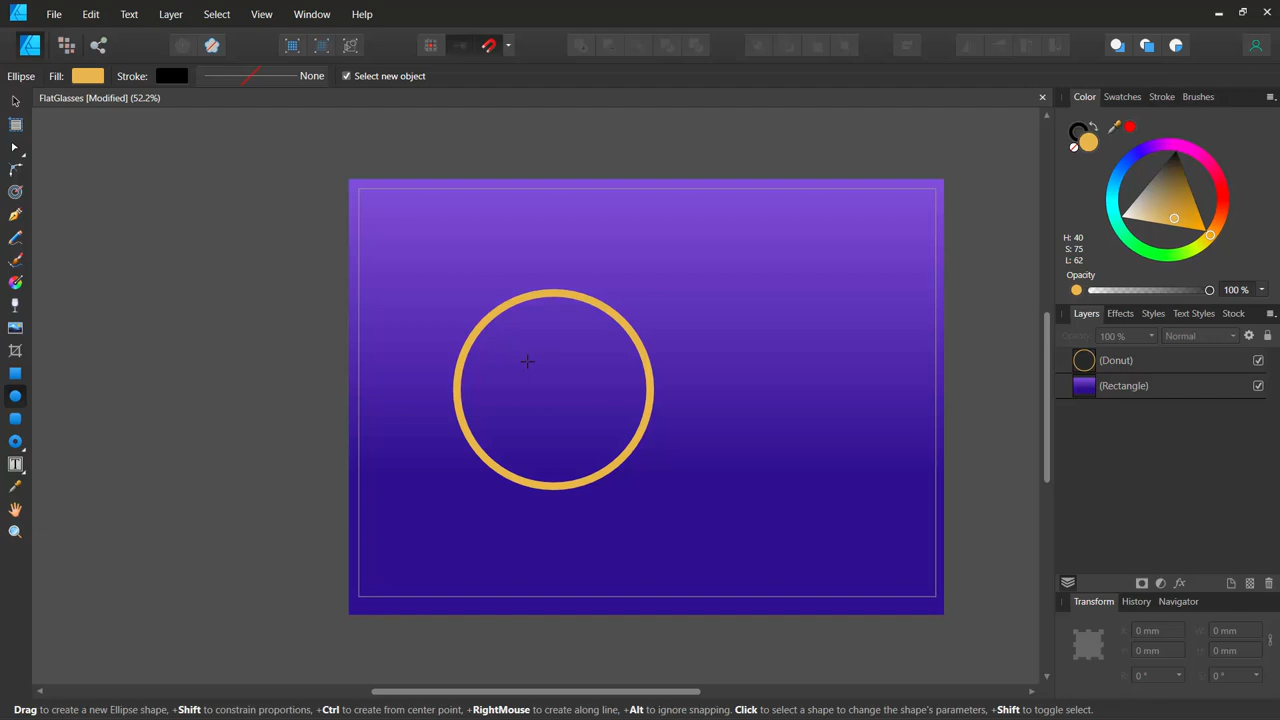 File Edit Text Layer Select View Window Help
Ellipse Fill: Stroke: None Select new object
FlatGlasses [Modified] (52.2%)
Color Swatches Stroke Brushes
H: 40
S: 75
L: 62
Opacity
100 %
Layers Effects Styles Text Styles Stock
Opacity 100 % Normal
(Donut)
(Rectangle)
Transform History Navigator
X: 0 mm W: 0 mm
Y: 0 mm H: 0 mm
0 ° 0 °
Drag to create a new Ellipse shape, +Shift to constrain proportions, +Ctrl to create from center point, +RightMouse to create along line, +Alt to ignore snapping. Click to select a shape to change the shape's parameters, +Shift to toggle select.